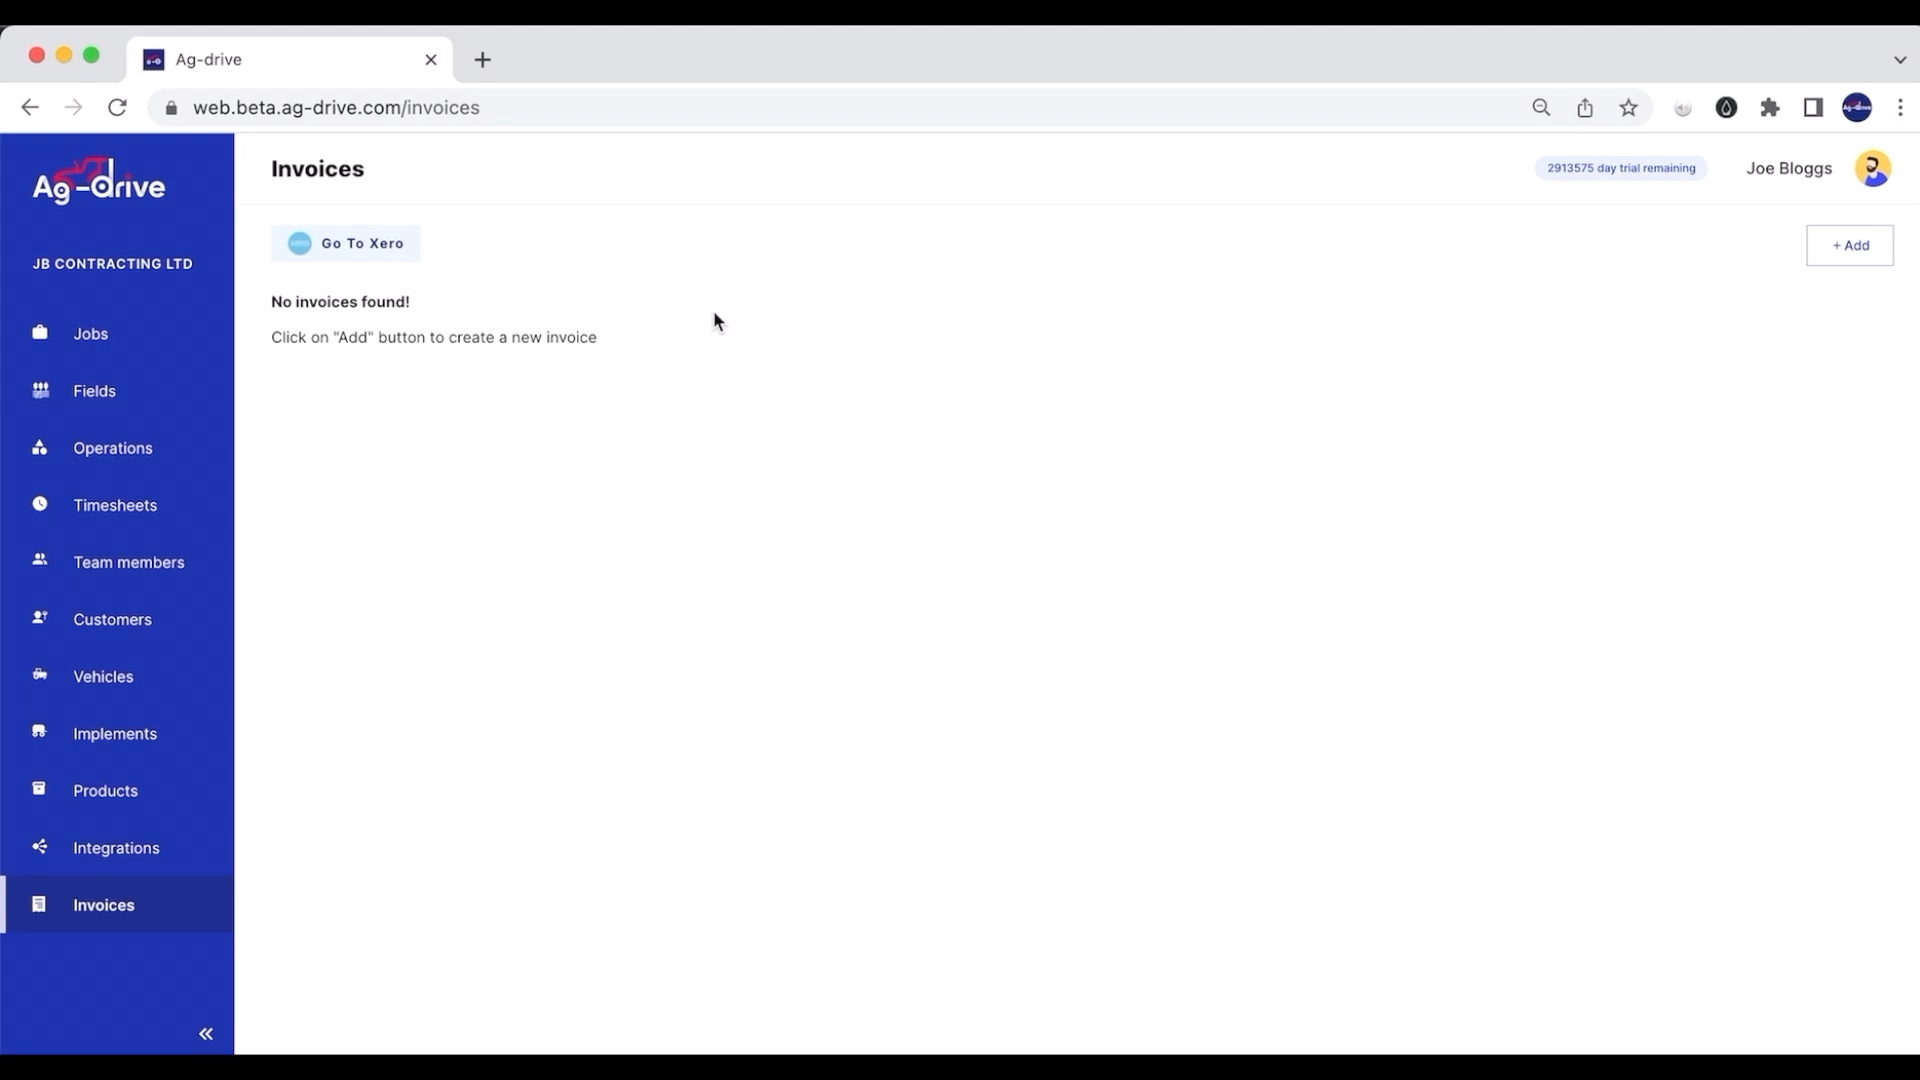 Ag-drive
web.beta.ag-drive.com/invoices
Ag-drive
Invoices
2913575 day trial remaining
Joe Bloggs
Go To Xero
+ Add
JB CONTRACTING LTD
No invoices found!
Click on "Add" button to create a new invoice
Jobs
Fields
Operations
Timesheets
Team members
Customers
Vehicles
Implements
Products
Integrations
Invoices